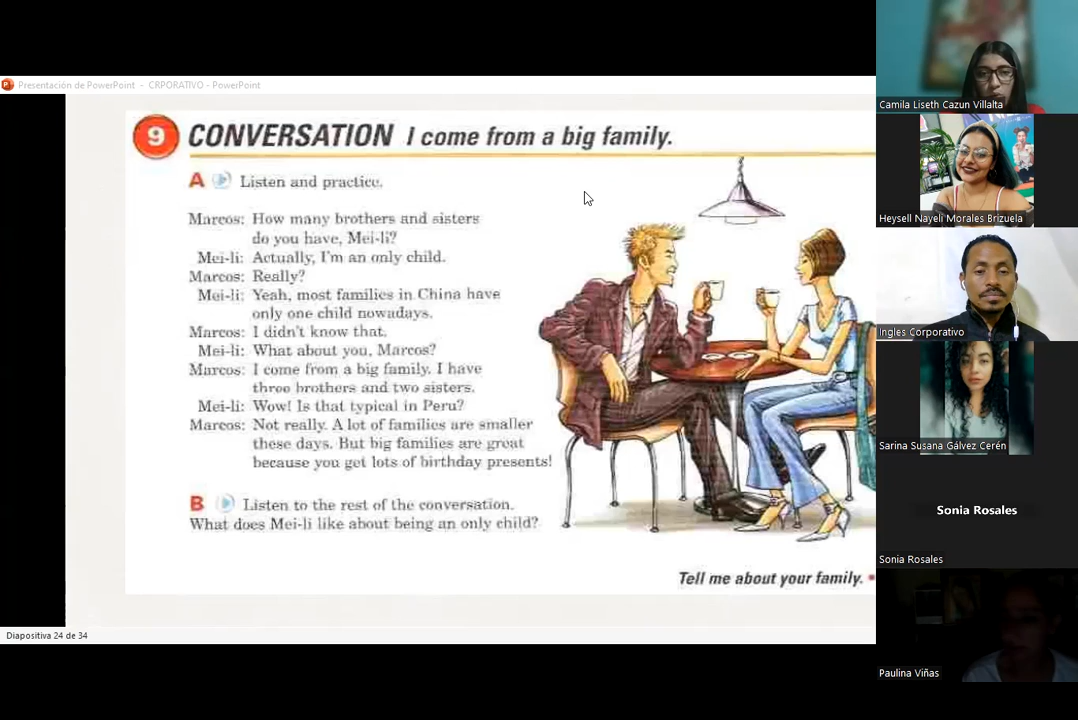 Presentación de PowerPoint - CRPORATIVO - PowerPoint
9 CONVERSATION I come from a big family.
A Listen and practice.
Marcos: How many brothers and sisters
do you have, Mei-li?
Mei-li: Actually, I'm an only child.
Marcos: Really?
Mei-li: Yeah, most families in China have
only one child nowadays.
Marcos: I didn't know that.
Mei-li: What about you, Marcos?
Marcos: I come from a big family. I have
three brothers and two sisters.
Mei-li: Wow! Is that typical in Peru?
Marcos: Not really. A lot of families are smaller
these days. But big families are great
because you get lots of birthday presents!
B Listen to the rest of the conversation.
What does Mei-li like about being an only child?
Tell me about your family. •
Diapositiva 24 de 34
Camila Liseth Cazun Villalta
Heysell Nayeli Morales Brizuela
Ingles Corporativo
Sarina Susana Gálvez Cerén
Sonia Rosales
Sonia Rosales
Paulina Viñas